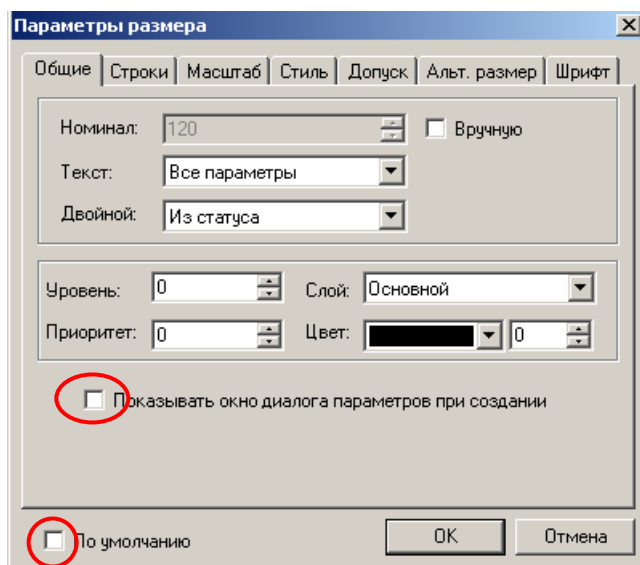 Параметры размера
Общие Строки Масштаб Стиль Допуск Альт. размер Шрифт
Номинал: 120 Вручную
Текст: Все параметры
Двойной: Из статуса
Уровень: 0 Слой: Основной
Приоритет: 0 Цвет: 0
Показывать окно диалога параметров при создании
По умолчанию OK Отмена